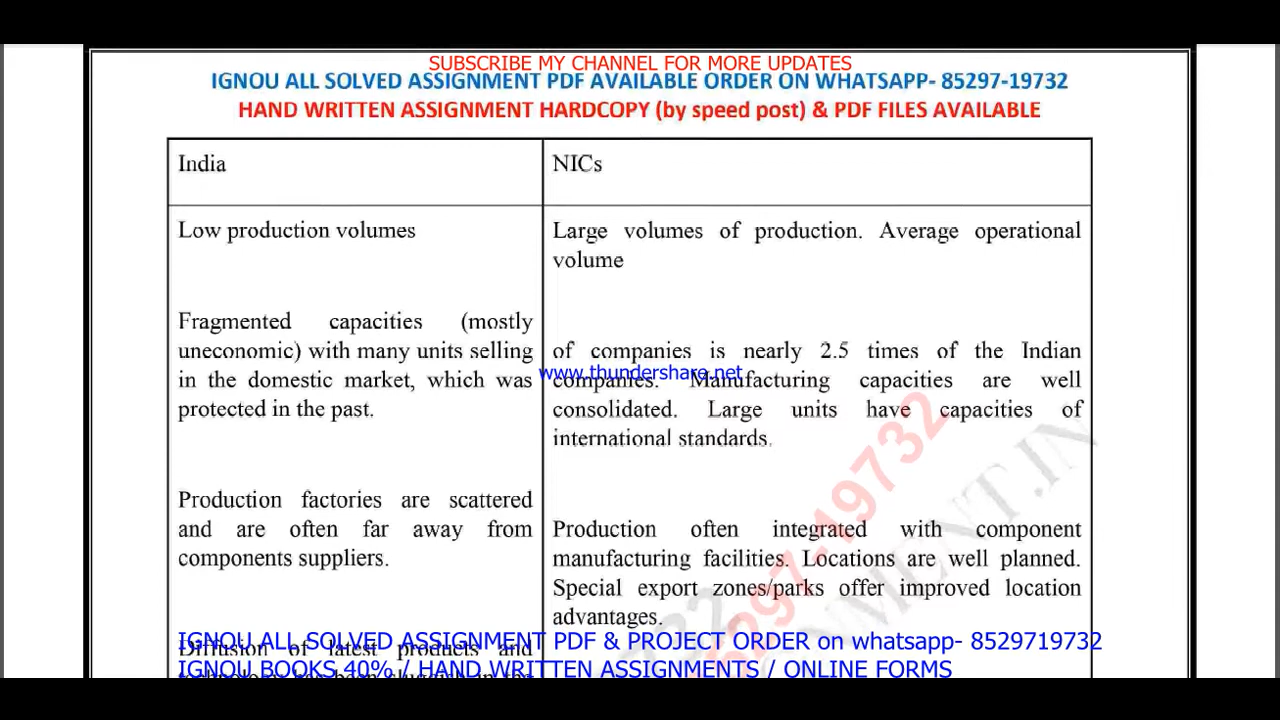 SUBSCRIBE MY CHANNEL FOR MORE UPDATES
IGNOU ALL SOLVED ASSIGNMENT PDF AVAILABLE ORDER ON WHATSAPP- 85297-19732
HAND WRITTEN ASSIGNMENT HARDCOPY (by speed post) & PDF FILES AVAILABLE
India
NICs
Low production volumes
Large volumes of production. Average operational
volume
Fragmented capacities (mostly
uneconomic) with many units selling
in the domestic market, which was
protected in the past.
of companies is nearly 2.5 times of the Indian
www.thundershare.net
companies. Manufacturing capacities are well
consolidated. Large units have capacities of
international standards.
Production factories are scattered
and are often far away from
components suppliers.
Production often integrated with component
manufacturing facilities. Locations are well planned.
Special export zones/parks offer improved location
advantages.
IGNOU ALL SOLVED ASSIGNMENT PDF & PROJECT ORDER on whatsapp- 8529719732
Diffusion of latest products and
IGNOU BOOKS 40% / HAND WRITTEN ASSIGNMENTS / ONLINE FORMS